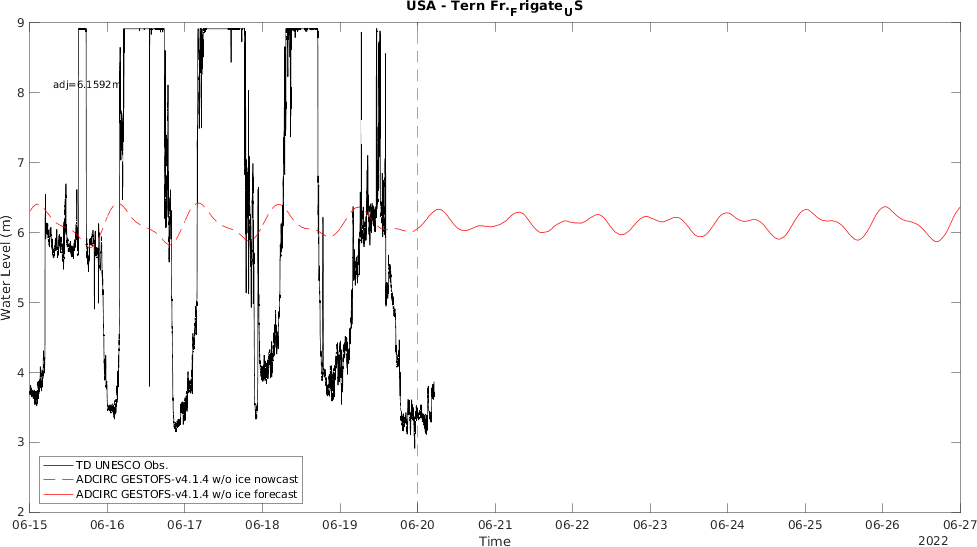 USA - Tern Fr.Frigate US
9
8
7
6
5
4
3
2
Water Level (m)
adj=6.1592m
TD UNESCO Obs.
ADCIRC GESTOFS-v4.1.4 w/o ice nowcast
ADCIRC GESTOFS-v4.1.4 w/o ice forecast
06-15 06-16 06-17 06-18 06-19 06-20 06-21 06-22 06-23 06-24 06-25 06-26 06-27
Time
2022